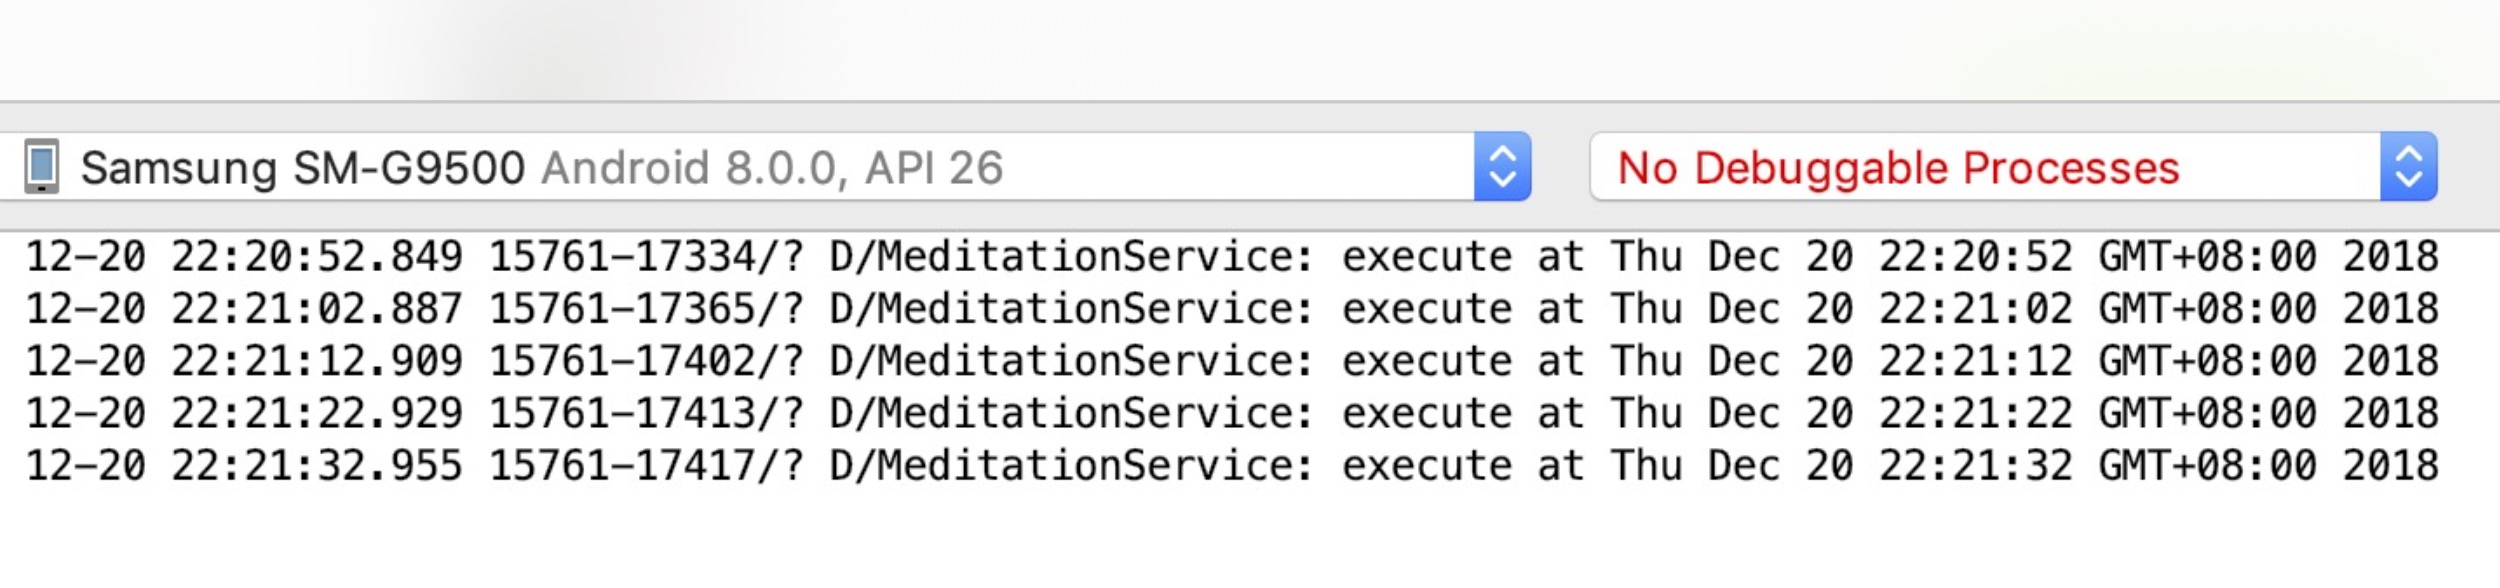 Samsung SM-G9500 Android 8.0.0, API 26 No Debuggable Processes
12-20 22:20:52.849 15761-17334/? D/MeditationService: execute at Thu Dec 20 22:20:52 GMT+08:00 2018
12-20 22:21:02.887 15761-17365/? D/MeditationService: execute at Thu Dec 20 22:21:02 GMT+08:00 2018
12-20 22:21:12.909 15761-17402/? D/MeditationService: execute at Thu Dec 20 22:21:12 GMT+08:00 2018
12-20 22:21:22.929 15761-17413/? D/MeditationService: execute at Thu Dec 20 22:21:22 GMT+08:00 2018
12-20 22:21:32.955 15761-17417/? D/MeditationService: execute at Thu Dec 20 22:21:32 GMT+08:00 2018